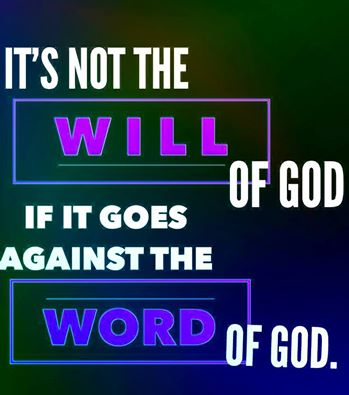 IT'S NOT THE
WILL
OF GOD
IF IT GOES
AGAINST THE
WORD
OF GOD.